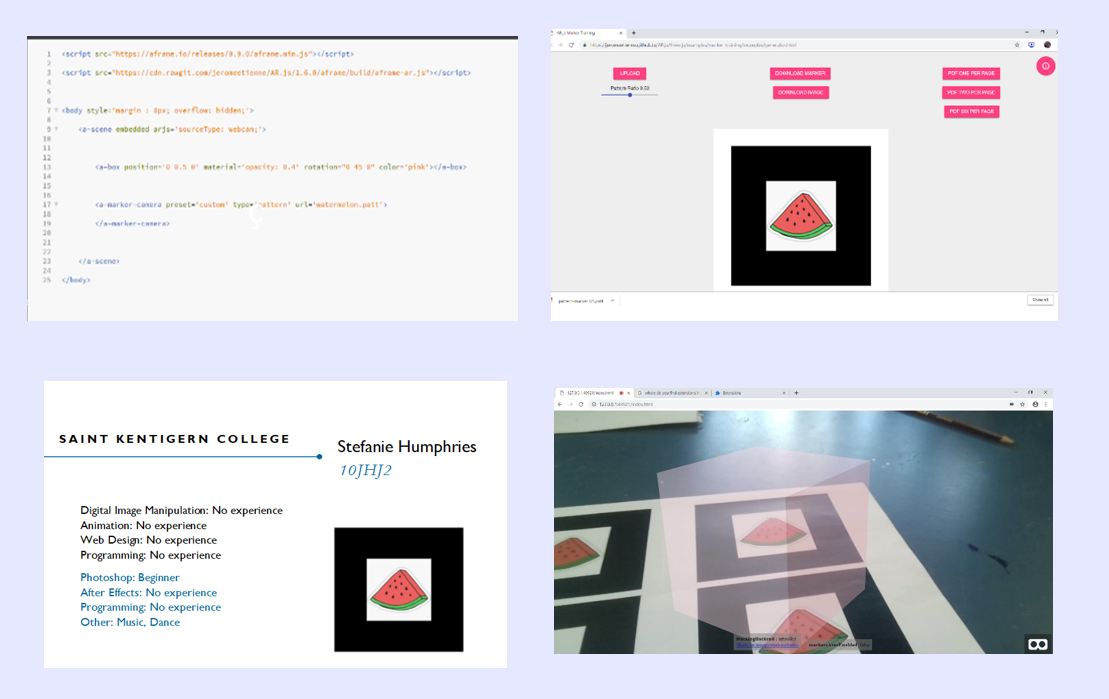 1 <script src="https://aframe.io/releases/0.9.0/aframe.min.js"></script>
2
3 <script src="https://cdn.rawgit.com/jeromeetienne/AR.js/1.6.0/aframe/build/aframe-ar.js"></script>
4
5
6
7 <body style='margin : 0px; overflow: hidden;'>
8
9 <a-scene embedded arjs='sourceType: webcam;'>
10
11
12
13 <a-box position='0 0.5 0' material='opacity: 0.4' rotation="0 45 0" color='pink'></a-box>
14
15
16
17 <a-marker-camera preset='custom' url='watermelon.patt'>
18
19 </a-marker-camera>
20
21
22
23 </a-scene>
24
25 </body>
AR.js Marker Training
UPLOAD
Pattern Ratio 0.50
DOWNLOAD MARKER
DOWNLOAD IMAGE
PDF ONE PER PAGE
PDF TWO PER PAGE
PDF SIX PER PAGE
Show all
SAINT KENTIGERN COLLEGE
Stefanie Humphries
10JHJ2
Digital Image Manipulation: No experience
Animation: No experience
Web Design: No experience
Programming: No experience
Photoshop: Beginner
After Effects: No experience
Programming: No experience
Other: Music, Dance
Extensions